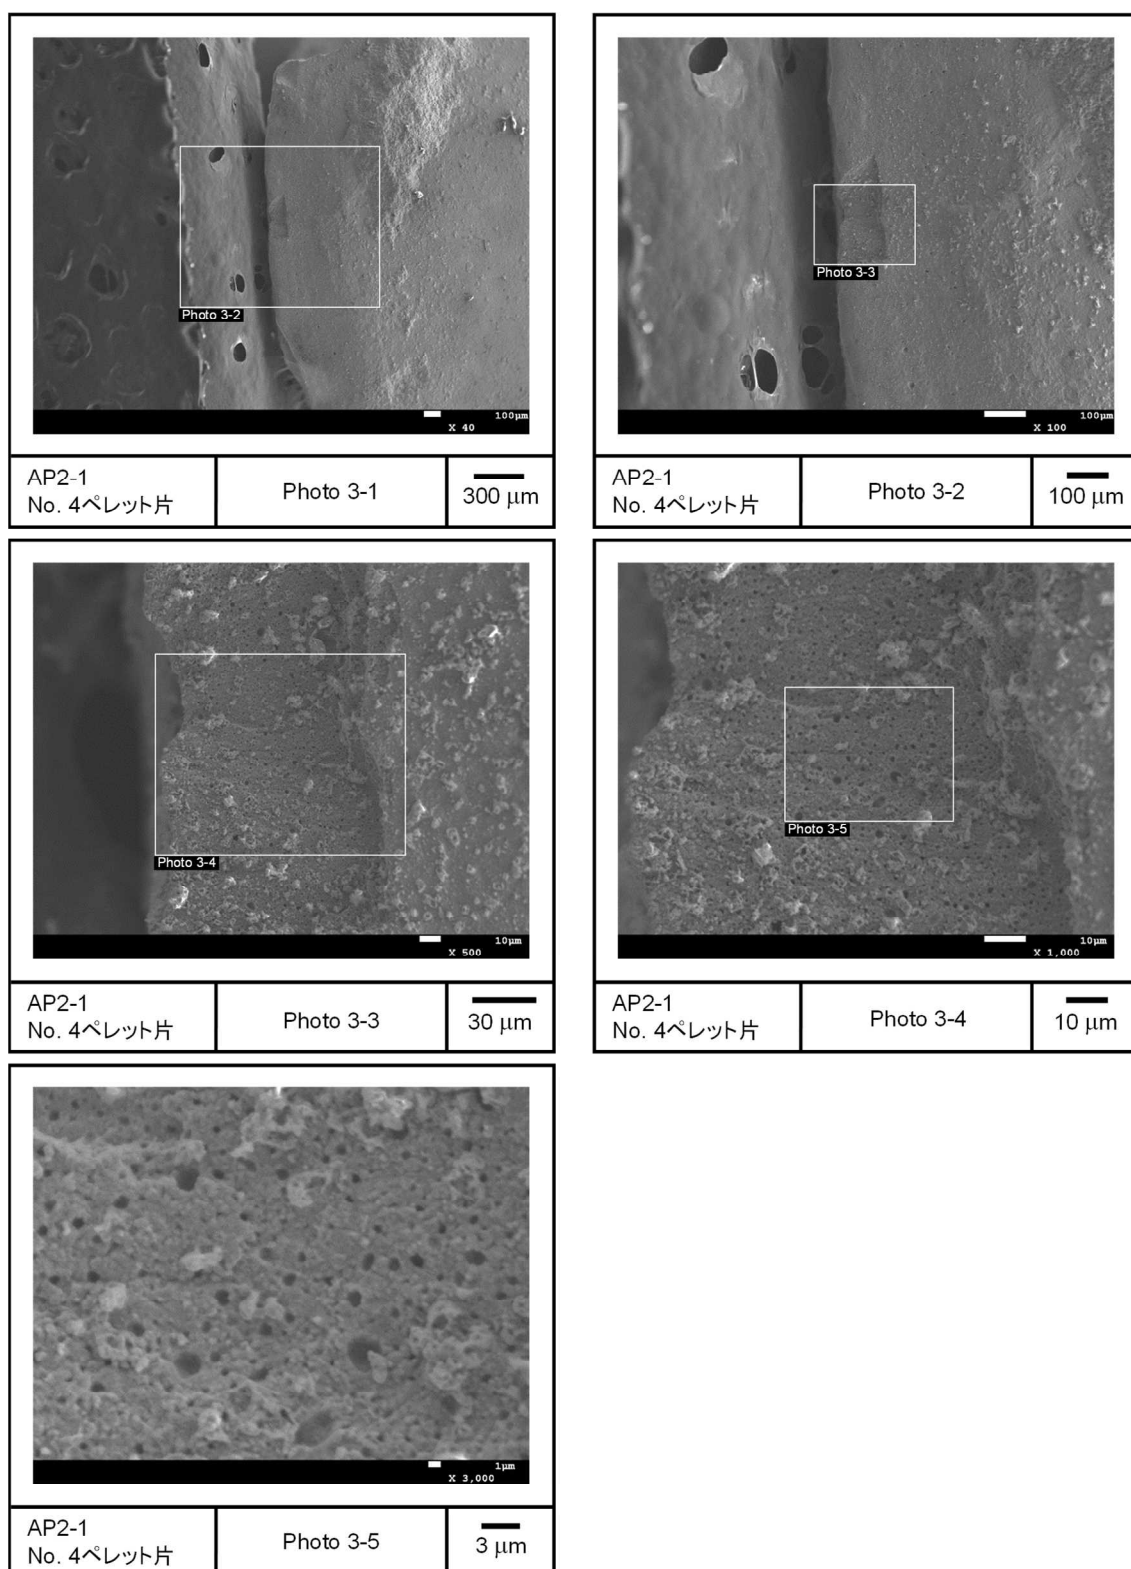 Photo 3-2
100μm
X 40
AP2-1
No. 4ペレット片
Photo 3-1
300 μm
Photo 3-3
100μm
X 100
AP2-1
No. 4ペレット片
Photo 3-2
100 μm
Photo 3-4
10μm
X 500
AP2-1
No. 4ペレット片
Photo 3-3
30 μm
Photo 3-5
10μm
X 1,000
AP2-1
No. 4ペレット片
Photo 3-4
10 μm
1μm
X 3,000
AP2-1
No. 4ペレット片
Photo 3-5
3 μm